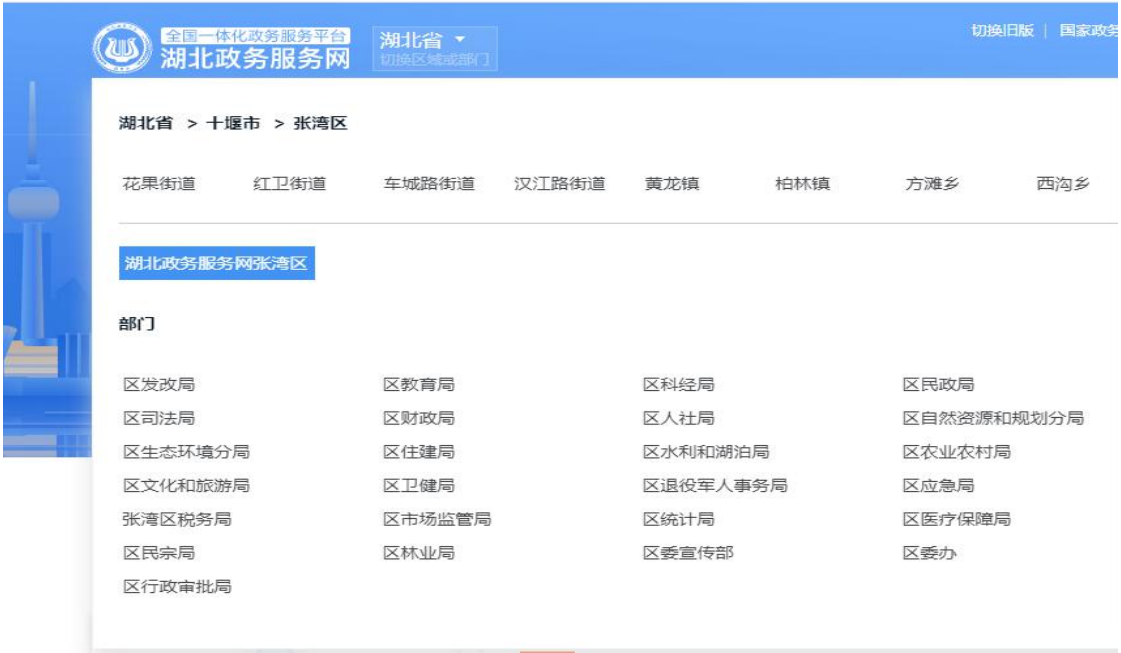 全国一体化政务服务平台
湖北政务服务网
湖北省
切换区域或部门
切换旧版 | 国家政务
湖北省 > 十堰市 > 张湾区
花果街道 红卫街道 车城路街道 汉江路街道 黄龙镇 柏林镇 方滩乡 西沟乡
湖北政务服务网张湾区
部门
区发改局 区教育局 区科经局 区民政局
区司法局 区财政局 区人社局 区自然资源和规划分局
区生态环境分局 区住建局 区水利和湖泊局 区农业农村局
区文化和旅游局 区卫健局 区退役军人事务局 区应急局
张湾区税务局 区市场监管局 区统计局 区医疗保障局
区民宗局 区林业局 区委宣传部 区委办
区行政审批局